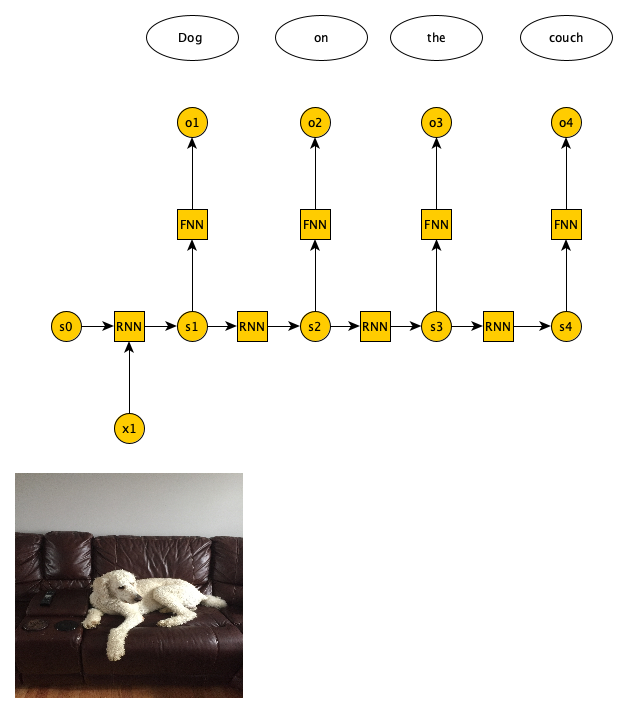 Dog on the couch
o1 o2 o3 o4
FNN FNN FNN FNN
s0 RNN s1 RNN s2 RNN s3 RNN s4
x1